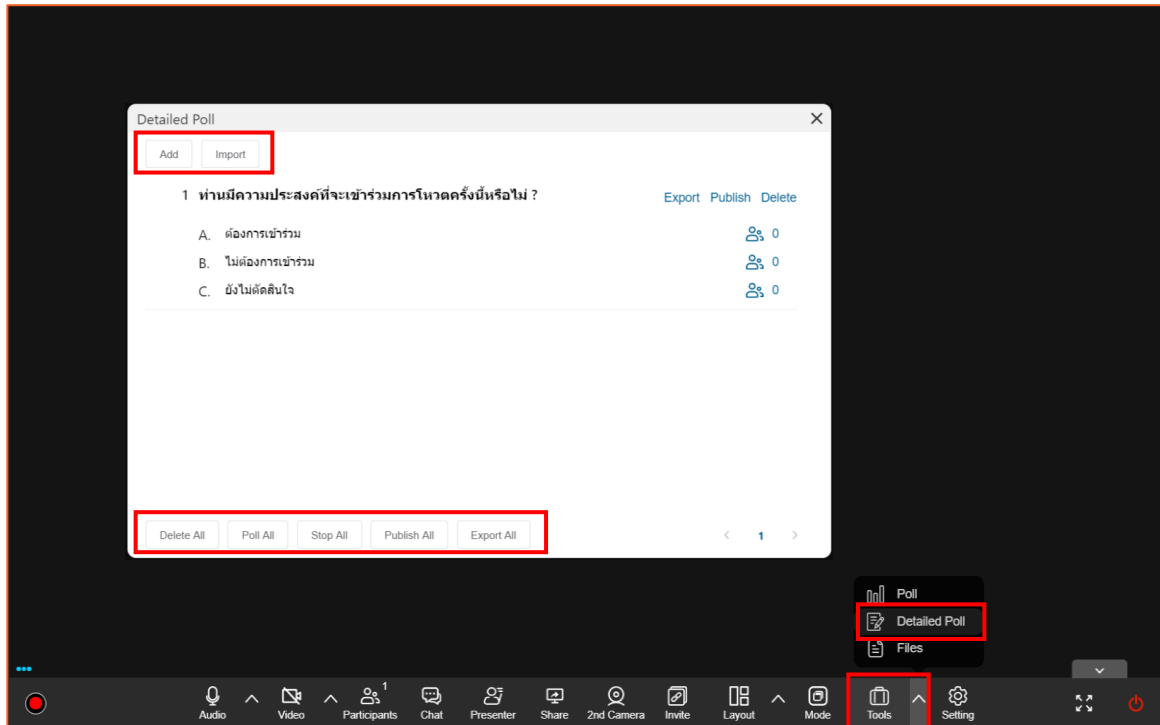 Detailed Poll
Add Import
1 ท่านมีความประสงค์ที่จะเข้าร่วมการโหวตครั้งนี้หรือไม่ ? Export Publish Delete
A. ต้องการเข้าร่วม 0
B. ไม่ต้องการเข้าร่วม 0
C. ยังไม่ตัดสินใจ 0
Delete All Poll All Stop All Publish All Export All < 1 >
Poll
Detailed Poll
Files
1
Audio Video Participants Chat Presenter Share 2nd Camera Invite Layout Mode Tools Setting